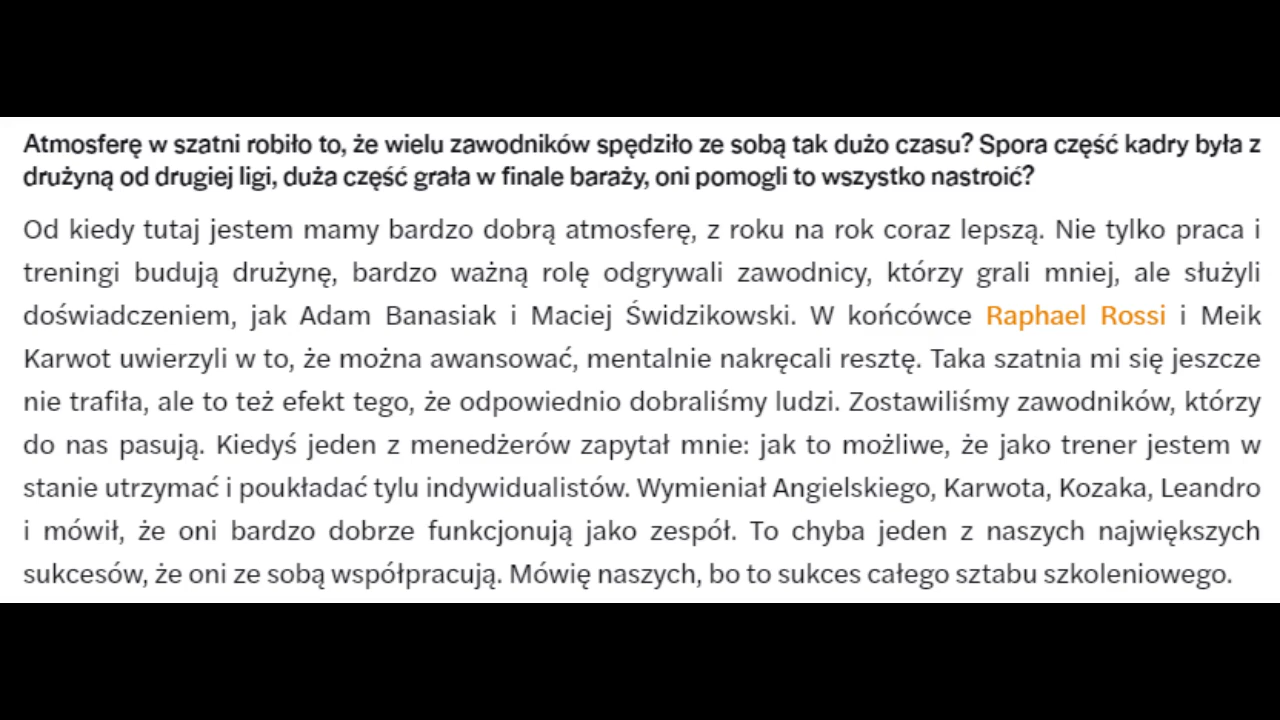 Atmosferę w szatni robiło to, że wielu zawodników spędziło ze sobą tak dużo czasu? Spora część kadry była z
drużyną od drugiej ligi, duża część grała w finale baraży, oni pomogli to wszystko nastroić?
Od kiedy tutaj jestem mamy bardzo dobrą atmosferę, z roku na rok coraz lepszą. Nie tylko praca i
treningi budują drużynę, bardzo ważną rolę odgrywali zawodnicy, którzy grali mniej, ale służyli
doświadczeniem, jak Adam Banasiak i Maciej Świdzikowski. W końcówce Raphael Rossi i Meik
Karwot uwierzyli w to, że można awansować, mentalnie nakręcali resztę. Taka szatnia mi się jeszcze
nie trafiła, ale to też efekt tego, że odpowiednio dobraliśmy ludzi. Zostawiliśmy zawodników, którzy
do nas pasują. Kiedyś jeden z menedżerów zapytał mnie: jak to możliwe, że jako trener jestem w
stanie utrzymać i poukładać tylu indywidualistów. Wymieniał Angielskiego, Karwota, Kozaka, Leandro
i mówił, że oni bardzo dobrze funkcjonują jako zespół. To chyba jeden z naszych największych
sukcesów, że oni ze sobą współpracują. Mówię naszych, bo to sukces całego sztabu szkoleniowego.